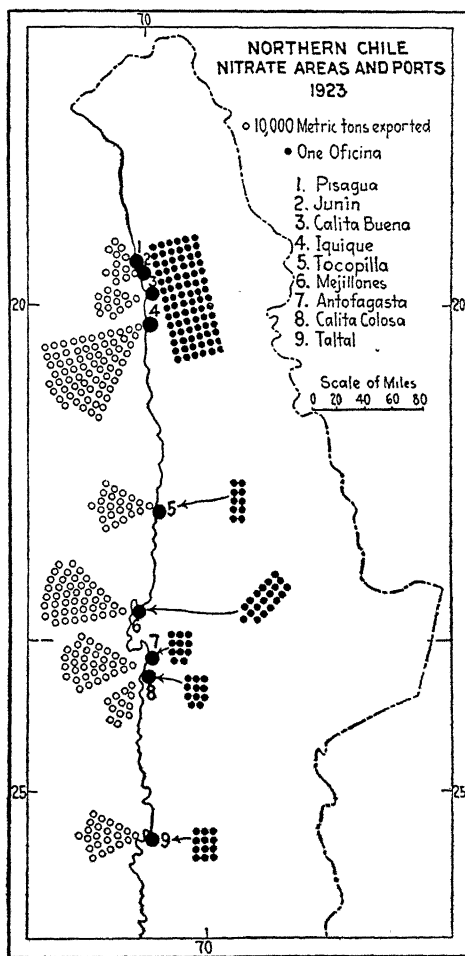 70
NORTHERN CHILE
NITRATE AREAS AND PORTS
1923
10,000 Metric tons exported
One Oficina
1. Pisagua
2. Junin
3. Calita Buena
4. Iquique
5. Tocopilla
6. Mejillones
7. Antofagasta
8. Calita Colosa
9. Taltal
1
2
3
4
20
20
Scale of Miles
0 20 40 60 80
5
6
7
8
25
25
9
70